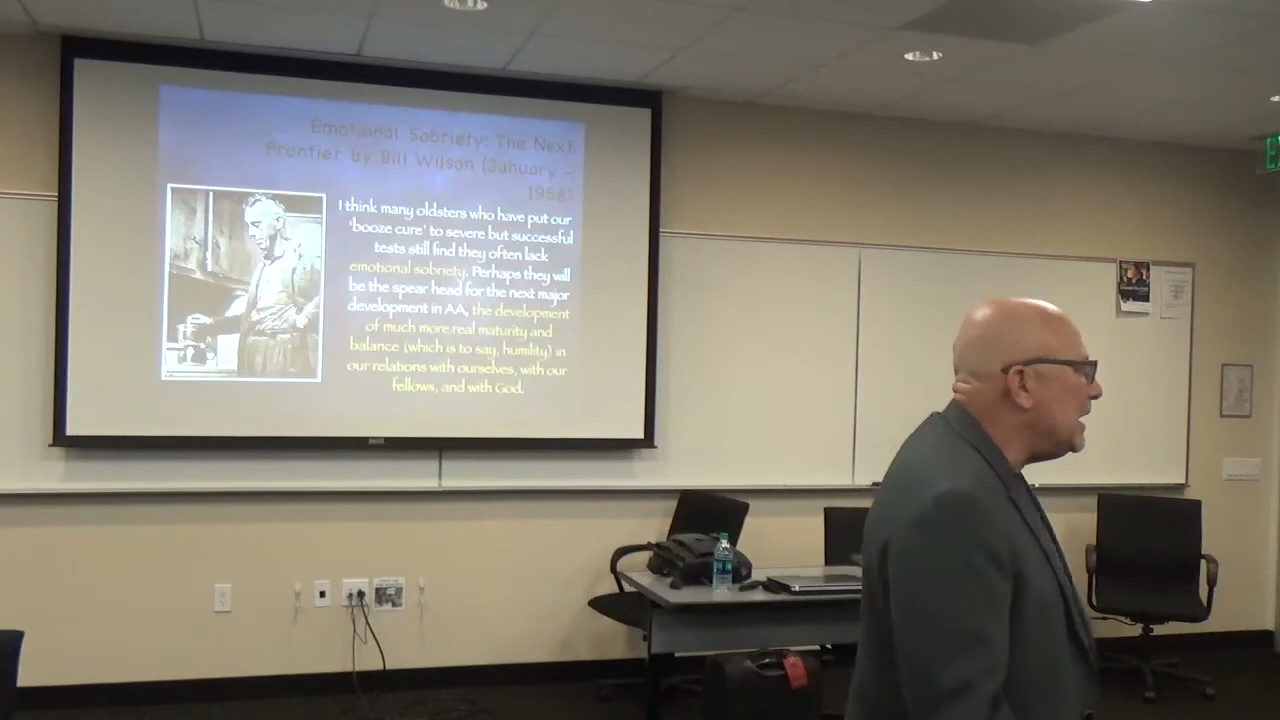 Emotional Sobriety: The Next
Frontier by Bill Wilson (January -
1958)
I think many oldsters who have put our
'booze cure' to severe but successful
tests still find they often lack
emotional sobriety. Perhaps they will
be the spear head for the next major
development in AA, the development
of much more real maturity and
balance (which is to say, humility) in
our relations with ourselves, with our
fellows, and with God.